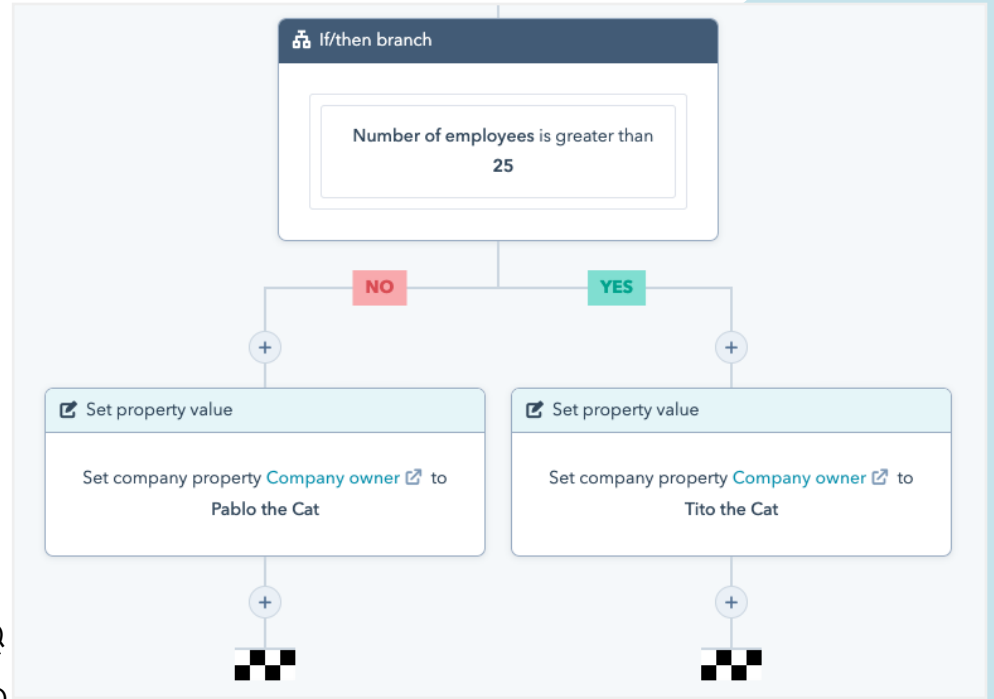 If/then branch
Number of employees is greater than
25
NO
YES
Set property value
Set company property Company owner to
Pablo the Cat
Set property value
Set company property Company owner to
Tito the Cat